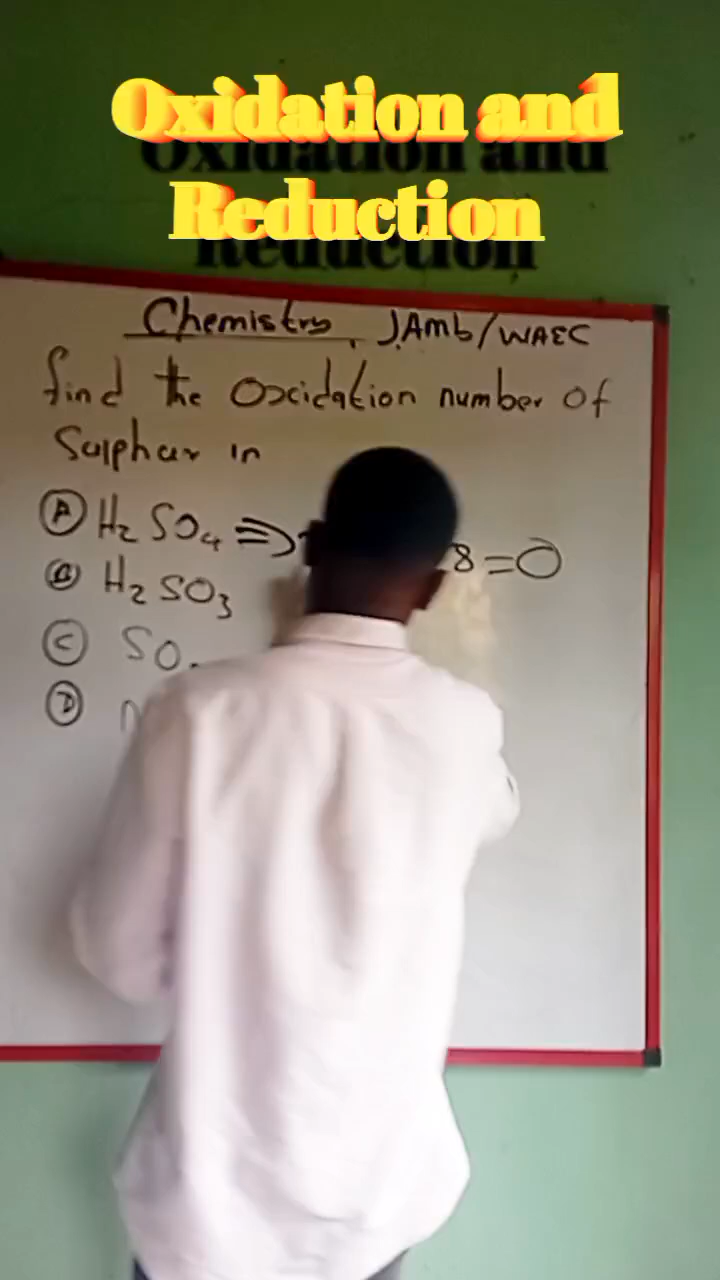 Oxidation and
Reduction
Chemistry, JAmb/WAEC
find the Oxidation number of
Sulphur in
(A) H₂SO₄ ⇒ 8=0
(B) H₂SO₃
(C) SO
(D)